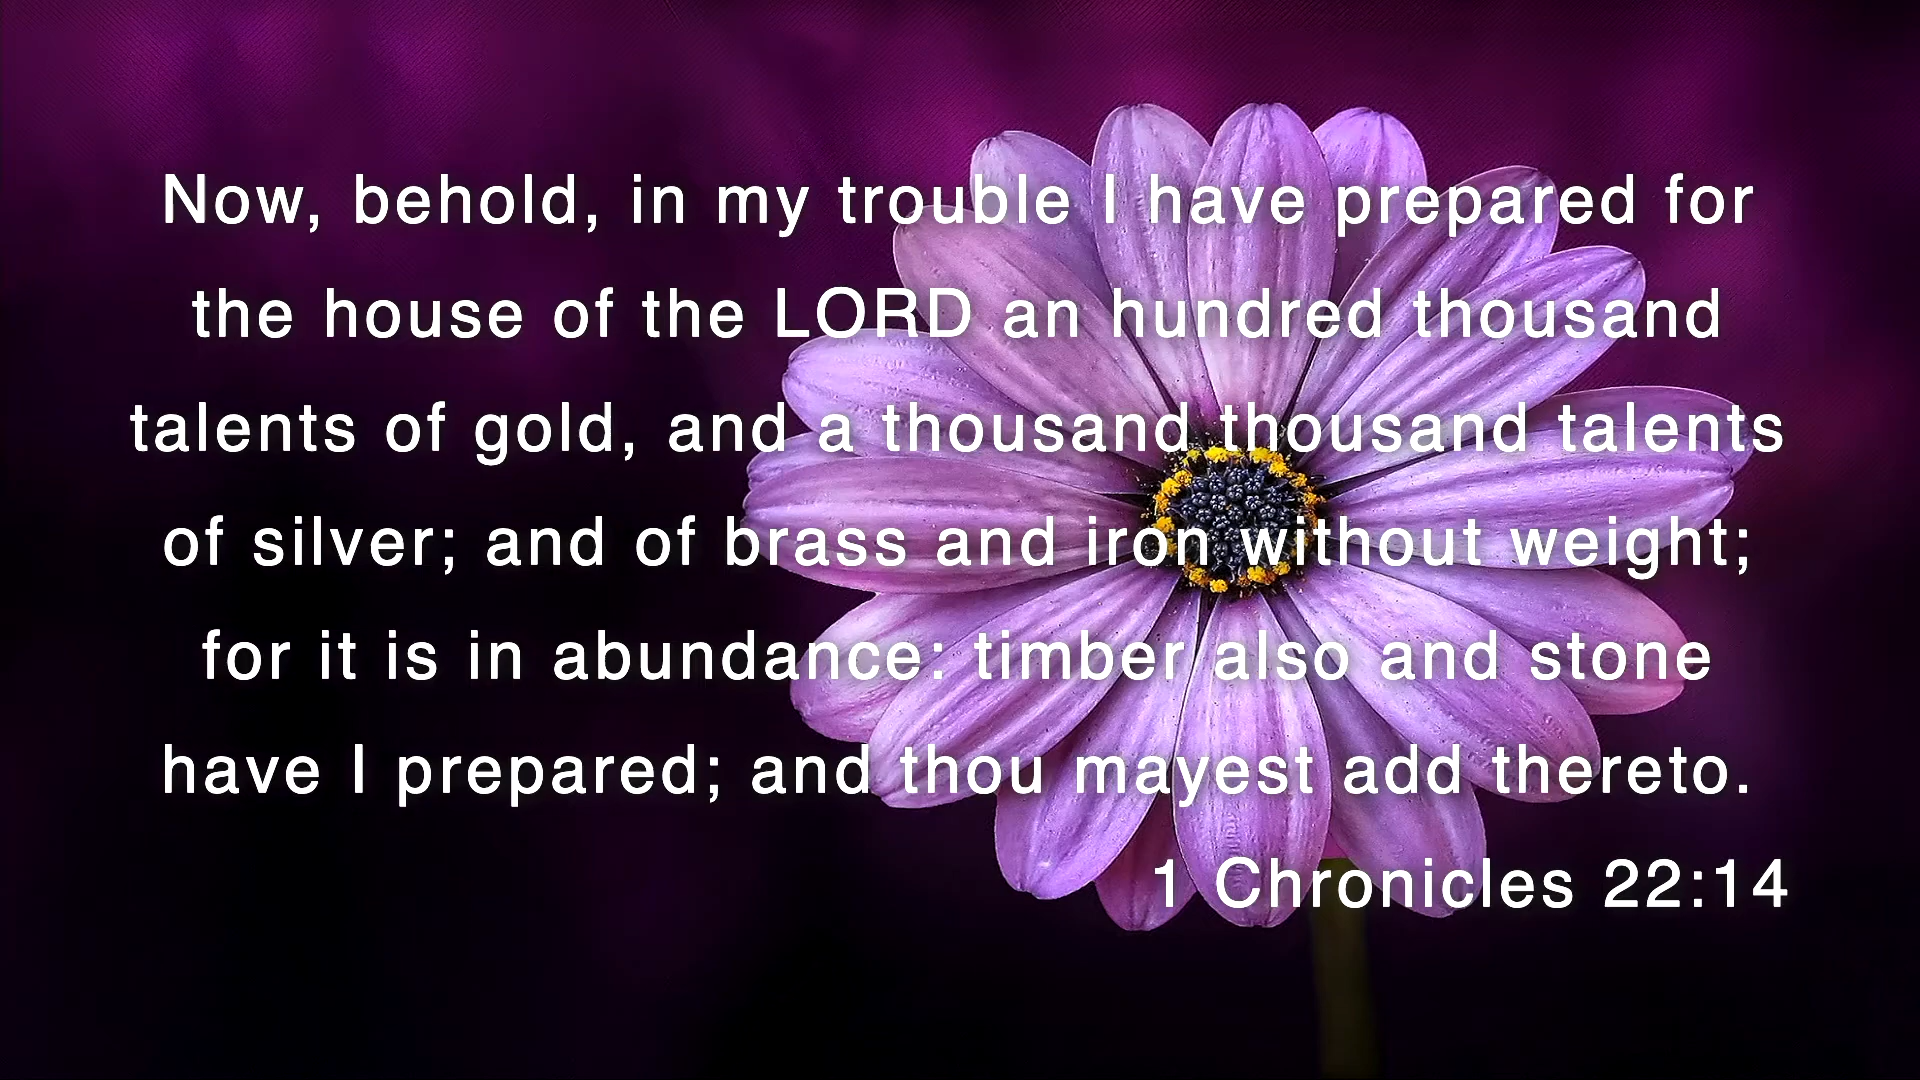 Now, behold, in my trouble I have prepared for
the house of the LORD an hundred thousand
talents of gold, and a thousand thousand talents
of silver; and of brass and iron without weight;
for it is in abundance: timber also and stone
have I prepared; and thou mayest add thereto.
1 Chronicles 22:14